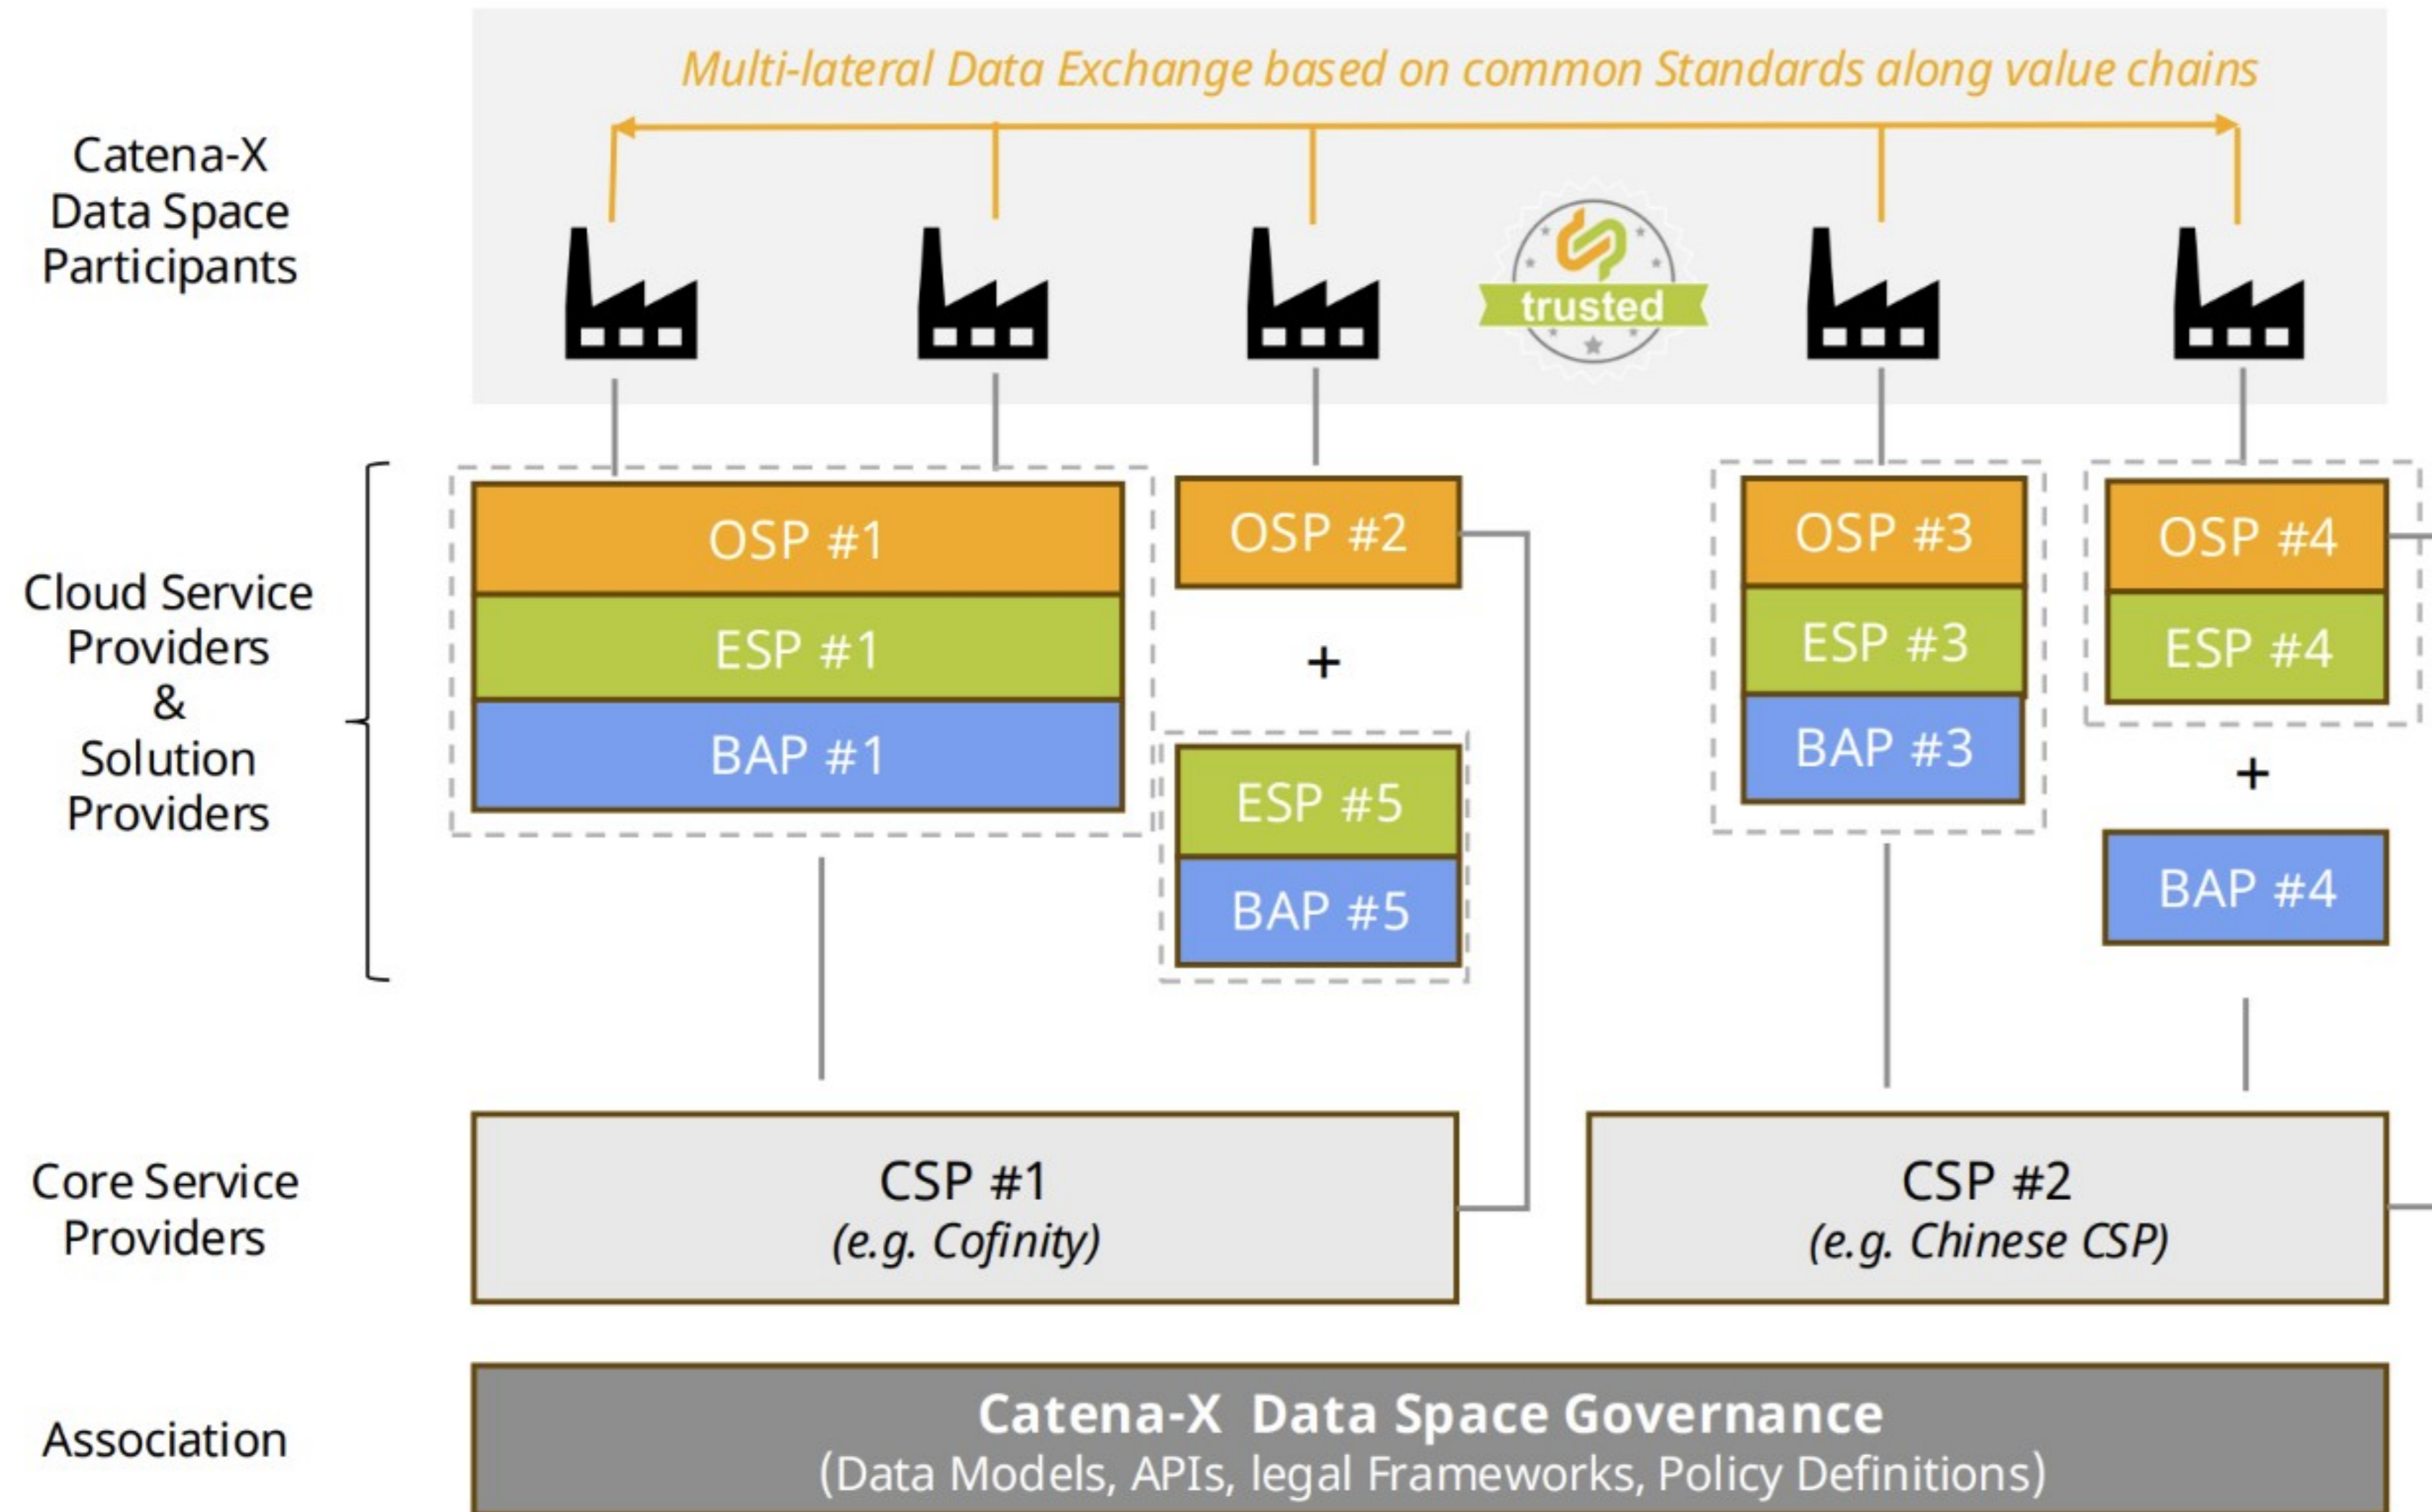 Multi-lateral Data Exchange based on common Standards along value chains
Catena-X
Data Space
Participants
trusted
Cloud Service
Providers
&
Solution
Providers
OSP #1
ESP #1
BAP #1
OSP #2
+
ESP #5
BAP #5
OSP #3
ESP #3
BAP #3
OSP #4
ESP #4
+
BAP #4
Core Service
Providers
CSP #1
(e.g. Cofinity)
CSP #2
(e.g. Chinese CSP)
Association
Catena-X Data Space Governance
(Data Models, APIs, legal Frameworks, Policy Definitions)